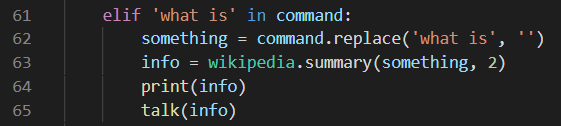 61 elif 'what is' in command:
62 something = command.replace('what is', '')
63 info = wikipedia.summary(something, 2)
64 print(info)
65 talk(info)